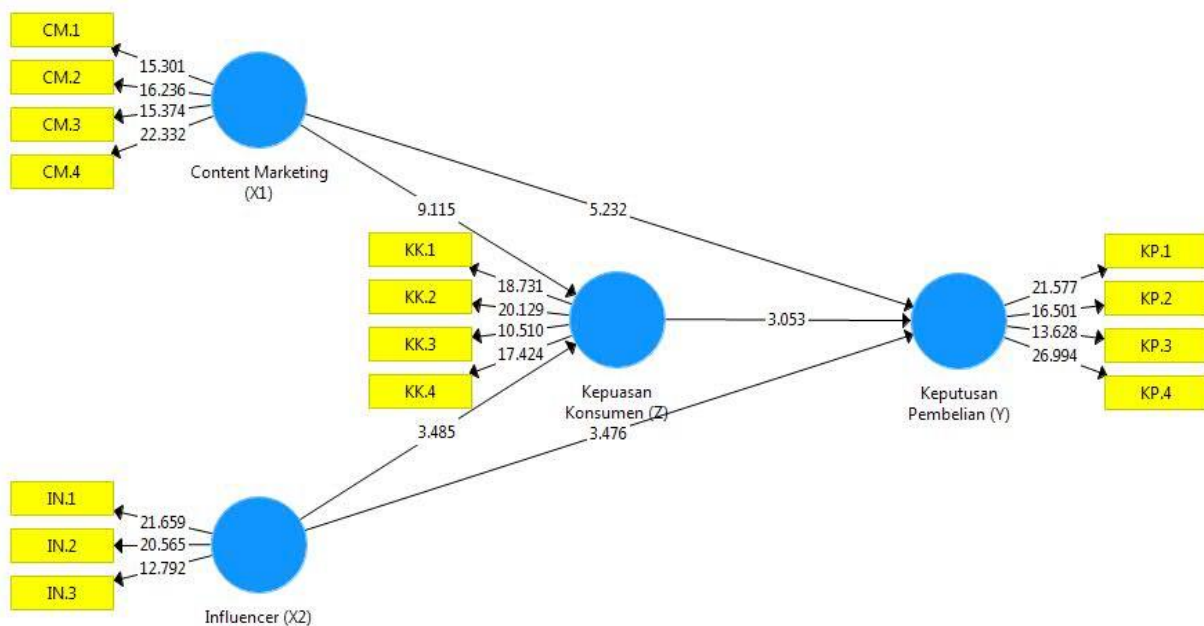 CM.1
CM.2
CM.3
CM.4
15.301
16.236
15.374
22.332
Content Marketing
(X1)
9.115
5.232
KK.1
KK.2
KK.3
KK.4
18.731
20.129
10.510
17.424
Kepuasan
Konsumen (Z)
3.053
3.485
3.476
Keputusan
Pembelian (Y)
21.577
16.501
13.628
26.994
KP.1
KP.2
KP.3
KP.4
IN.1
IN.2
IN.3
21.659
20.565
12.792
Influencer (X2)